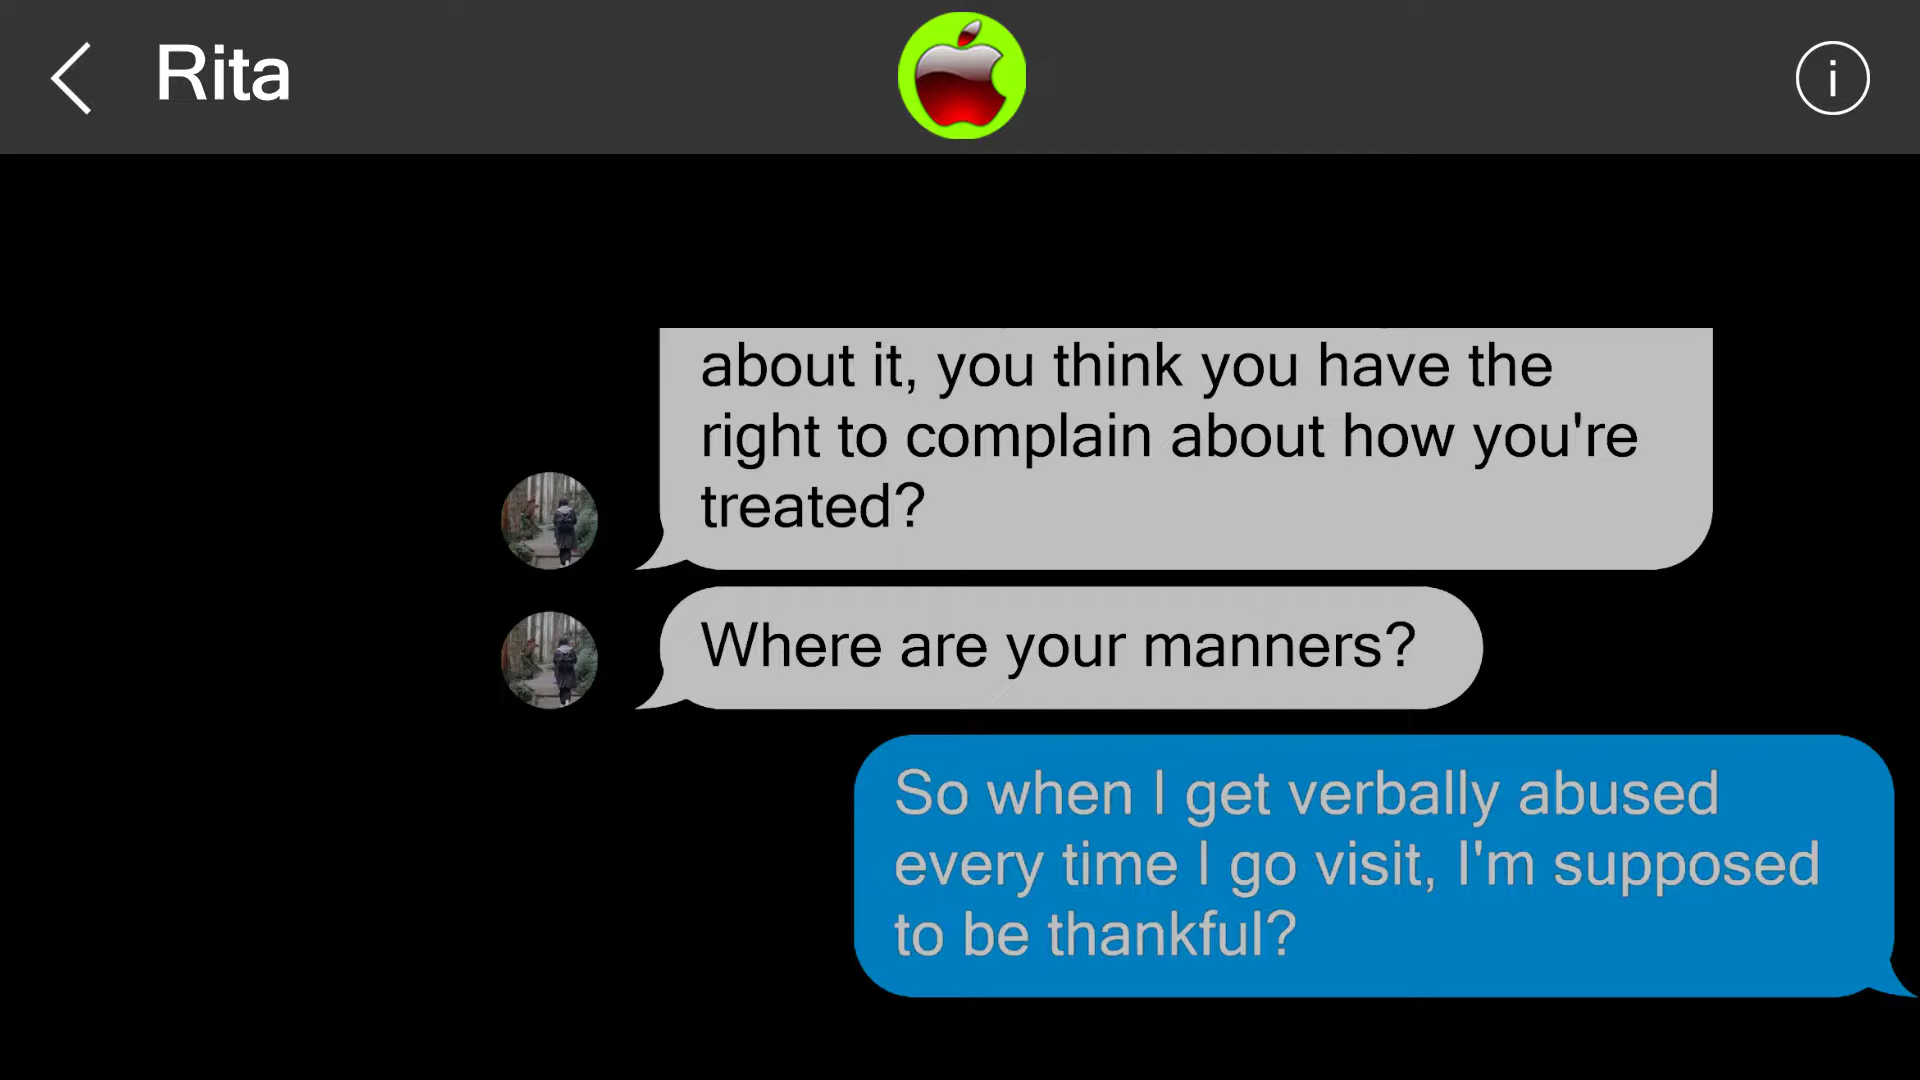 Rita
about it, you think you have the
right to complain about how you're
treated?
Where are your manners?
So when I get verbally abused
every time I go visit, I'm supposed
to be thankful?